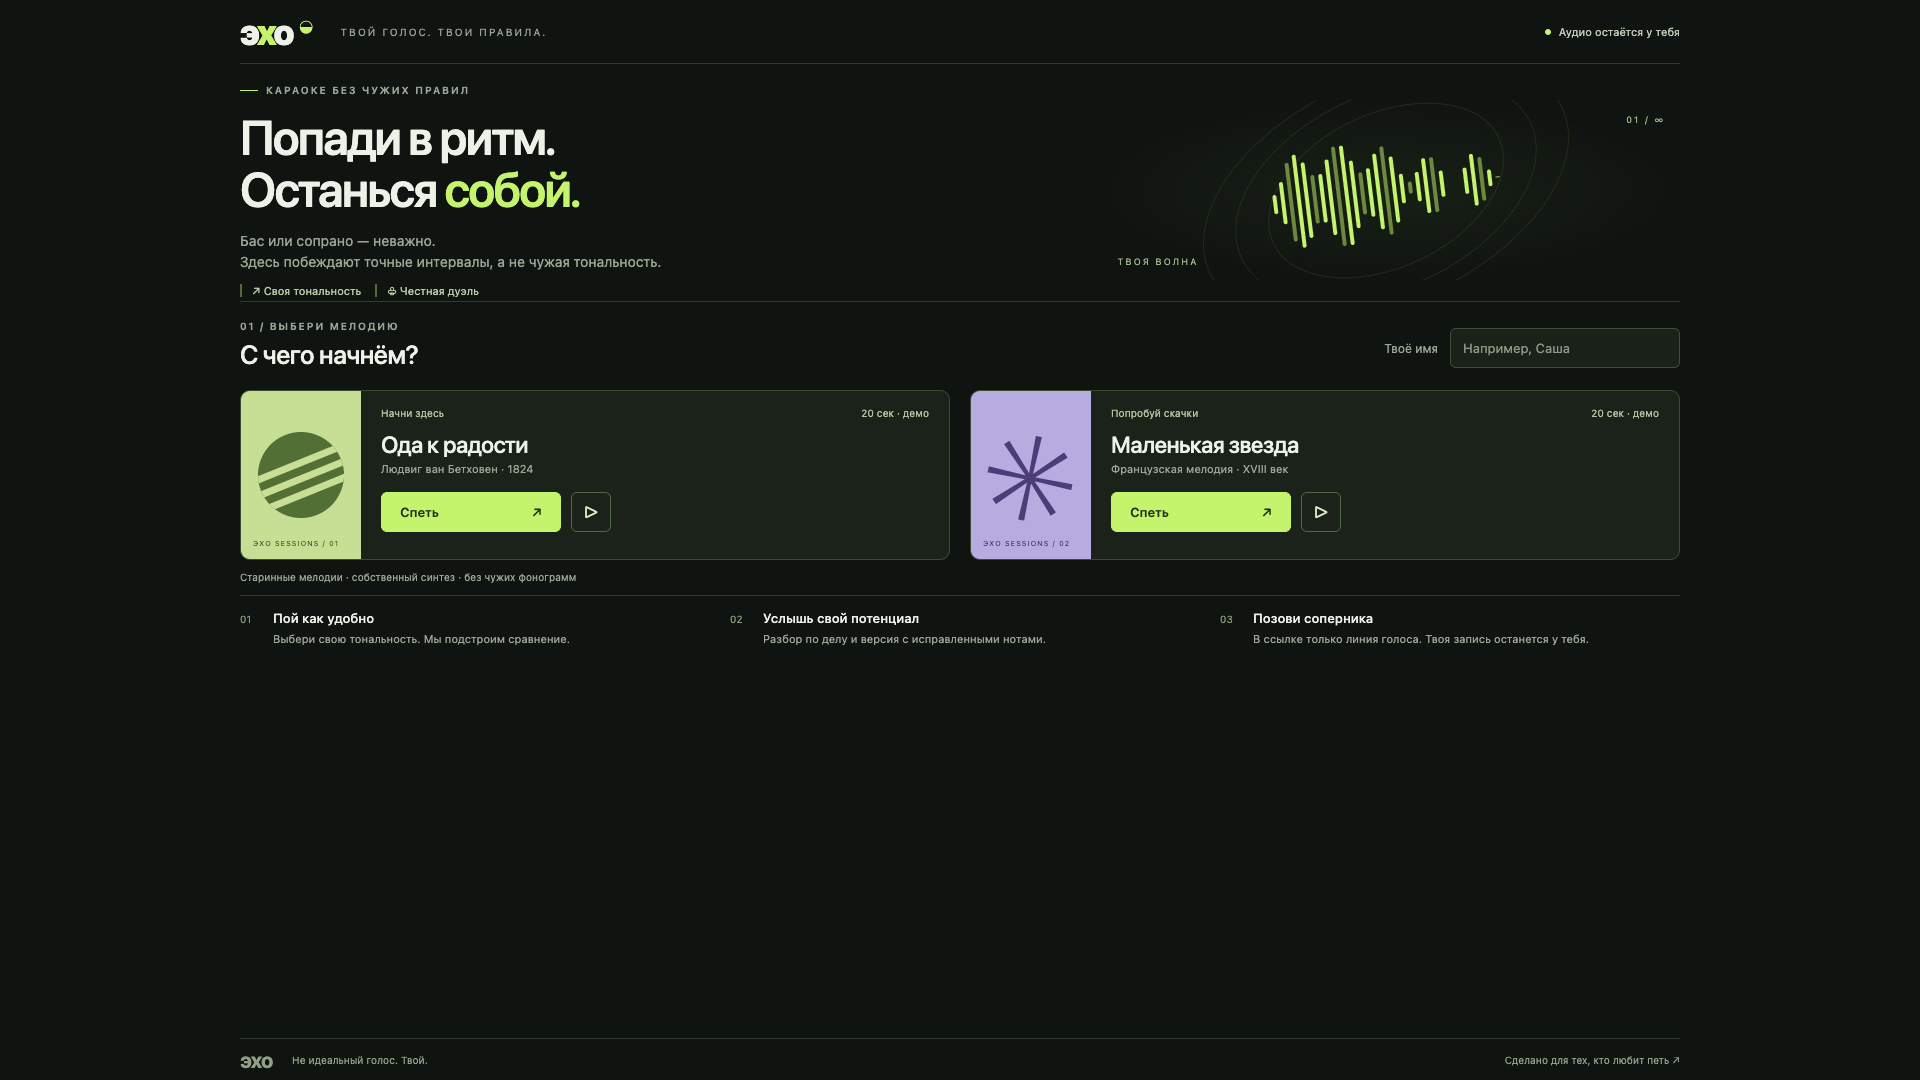 эхо
ТВОЙ ГОЛОС. ТВОИ ПРАВИЛА.
Аудио остаётся у тебя
КАРАОКЕ БЕЗ ЧУЖИХ ПРАВИЛ
Попади в ритм.
Останься собой.
Бас или сопрано — неважно.
Здесь побеждают точные интервалы, а не чужая тональность.
↗ Своя тональность
Честная дуэль
01 / ∞
ТВОЯ ВОЛНА
01 / ВЫБЕРИ МЕЛОДИЮ
С чего начнём?
Твоё имя
Например, Саша
Начни здесь
20 сек · демо
Ода к радости
Людвиг ван Бетховен · 1824
Спеть ↗
ЭХО SESSIONS / 01
Попробуй скачки
20 сек · демо
Маленькая звезда
Французская мелодия · XVIII век
Спеть ↗
ЭХО SESSIONS / 02
Старинные мелодии · собственный синтез · без чужих фонограмм
01 Пой как удобно
Выбери свою тональность. Мы подстроим сравнение.
02 Услышь свой потенциал
Разбор по делу и версия с исправленными нотами.
03 Позови соперника
В ссылке только линия голоса. Твоя запись останется у тебя.
эхо
Не идеальный голос. Твой.
Сделано для тех, кто любит петь ↗